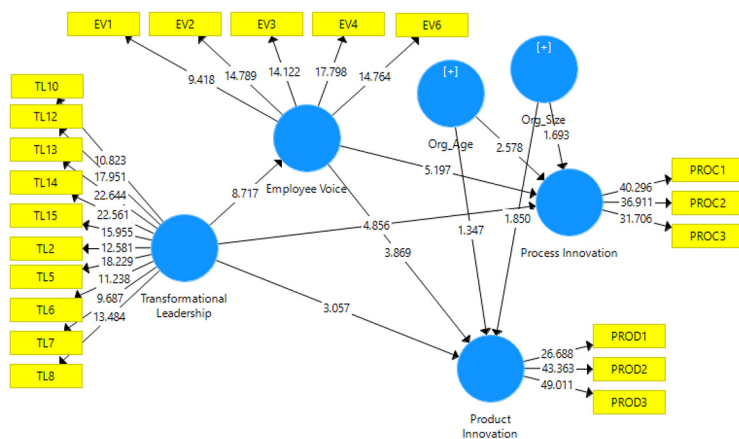 EV1
EV2
EV3
EV4
EV6
9.418
14.789
14.122
17.798
14.764
[+]
[+]
Org_Age
Org_Size
TL10
TL12
TL13
TL14
TL15
TL2
TL5
TL6
TL7
TL8
10.823
17.951
22.644
22.561
15.955
12.581
18.229
11.238
9.687
13.484
Employee Voice
8.717
2.578
1.693
5.197
4.856
1.850
1.347
3.869
3.057
Transformational
Leadership
Process Innovation
40.296
36.911
31.706
PROC1
PROC2
PROC3
26.688
43.363
49.011
PROD1
PROD2
PROD3
Product
Innovation